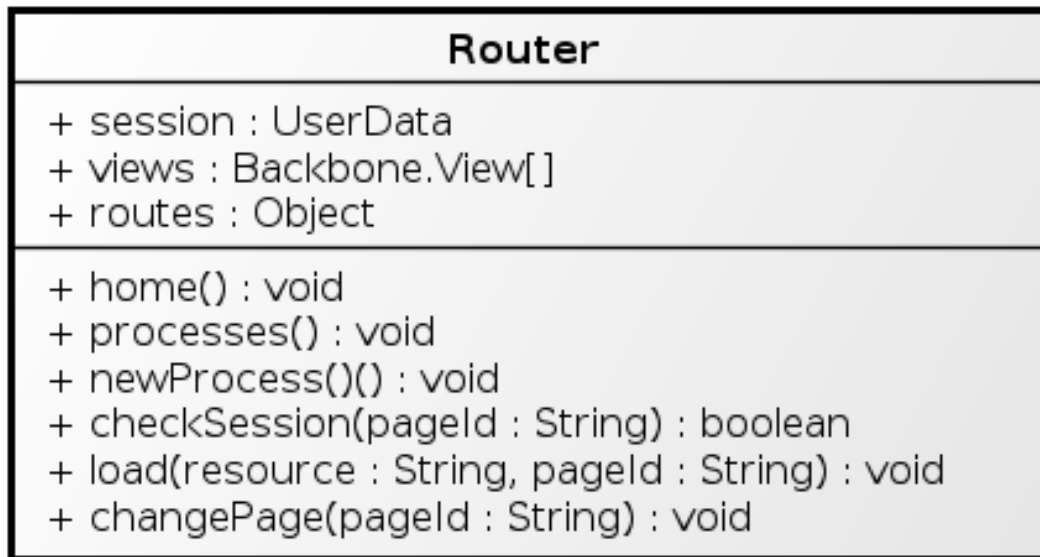 Router
+ session : UserData
+ views : Backbone.View[]
+ routes : Object
+ home() : void
+ processes() : void
+ newProcess()() : void
+ checkSession(pageId : String) : boolean
+ load(resource : String, pageId : String) : void
+ changePage(pageId : String) : void